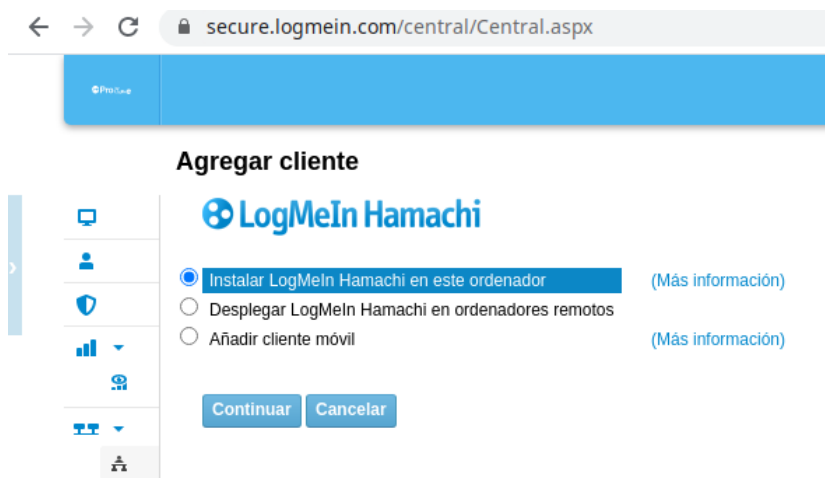 secure.logmein.com/central/Central.aspx
Agregar cliente
LogMeIn Hamachi
Instalar LogMeIn Hamachi en este ordenador (Más información)
Desplegar LogMeIn Hamachi en ordenadores remotos
Añadir cliente móvil (Más información)
Continuar Cancelar